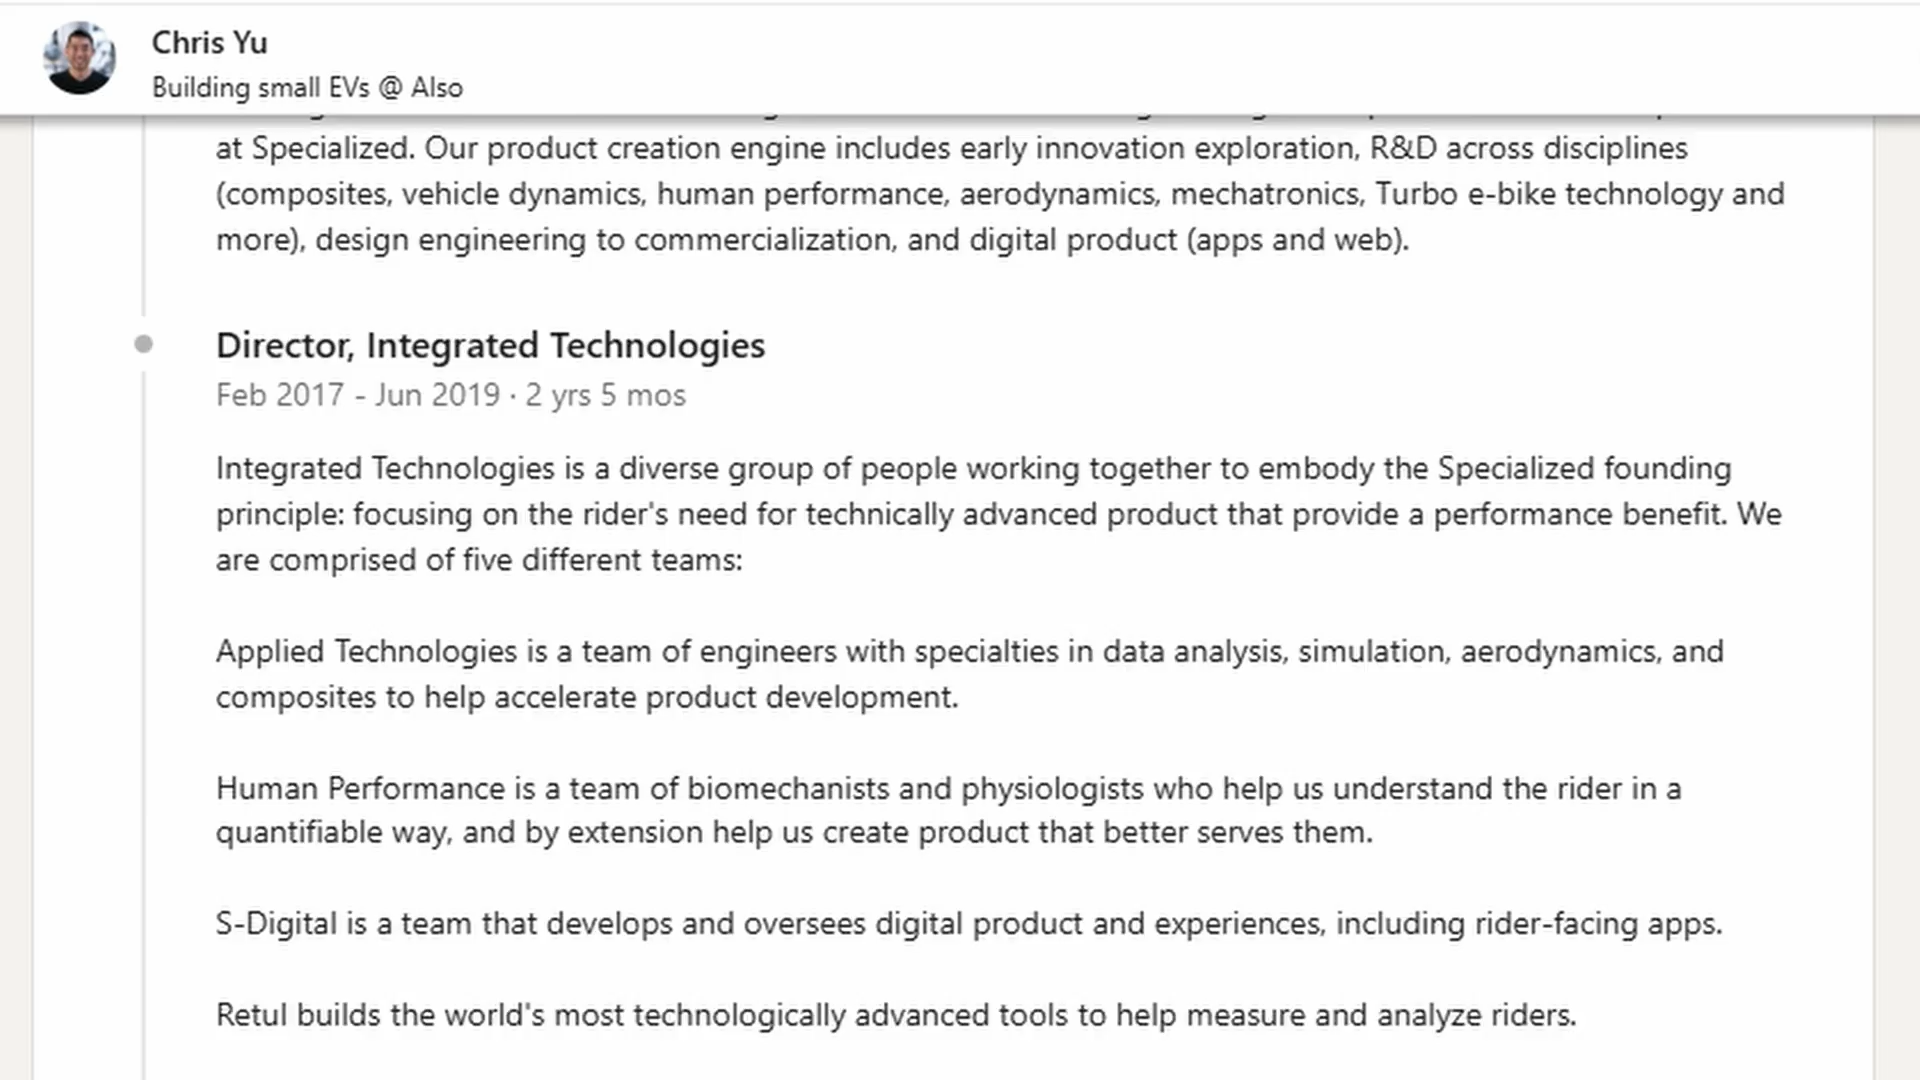 Chris Yu
Building small EVs @ Also
at Specialized. Our product creation engine includes early innovation exploration, R&D across disciplines
(composites, vehicle dynamics, human performance, aerodynamics, mechatronics, Turbo e-bike technology and
more), design engineering to commercialization, and digital product (apps and web).
Director, Integrated Technologies
Feb 2017 - Jun 2019 · 2 yrs 5 mos
Integrated Technologies is a diverse group of people working together to embody the Specialized founding
principle: focusing on the rider's need for technically advanced product that provide a performance benefit. We
are comprised of five different teams:
Applied Technologies is a team of engineers with specialties in data analysis, simulation, aerodynamics, and
composites to help accelerate product development.
Human Performance is a team of biomechanists and physiologists who help us understand the rider in a
quantifiable way, and by extension help us create product that better serves them.
S-Digital is a team that develops and oversees digital product and experiences, including rider-facing apps.
Retul builds the world's most technologically advanced tools to help measure and analyze riders.